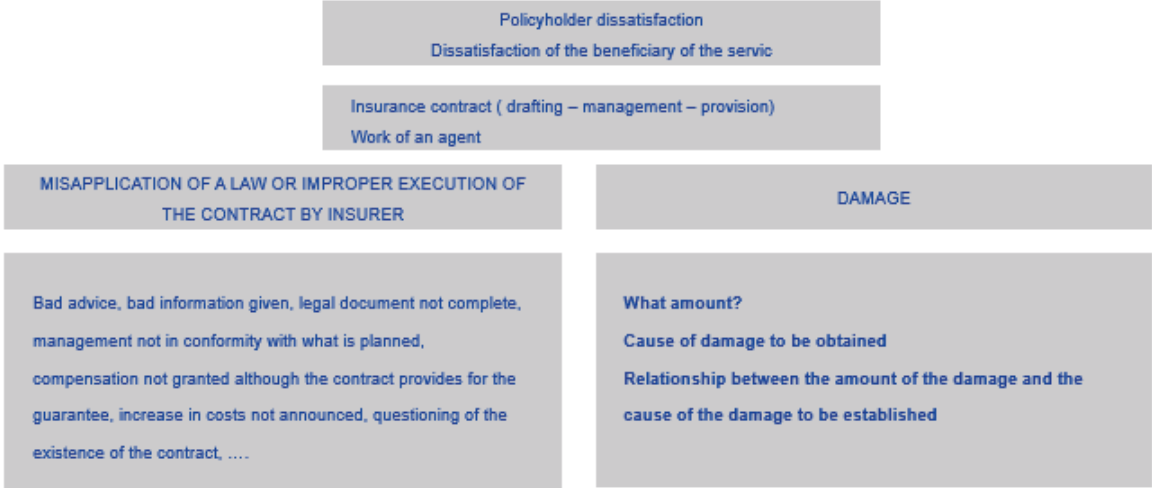 Policyholder dissatisfaction
Dissatisfaction of the beneficiary of the servic
Insurance contract ( drafting – management – provision)
Work of an agent
MISAPPLICATION OF A LAW OR IMPROPER EXECUTION OF
THE CONTRACT BY INSURER
DAMAGE
Bad advice, bad information given, legal document not complete,
management not in conformity with what is planned,
compensation not granted although the contract provides for the
guarantee, increase in costs not announced, questioning of the
existence of the contract, ….
What amount?
Cause of damage to be obtained
Relationship between the amount of the damage and the
cause of the damage to be established